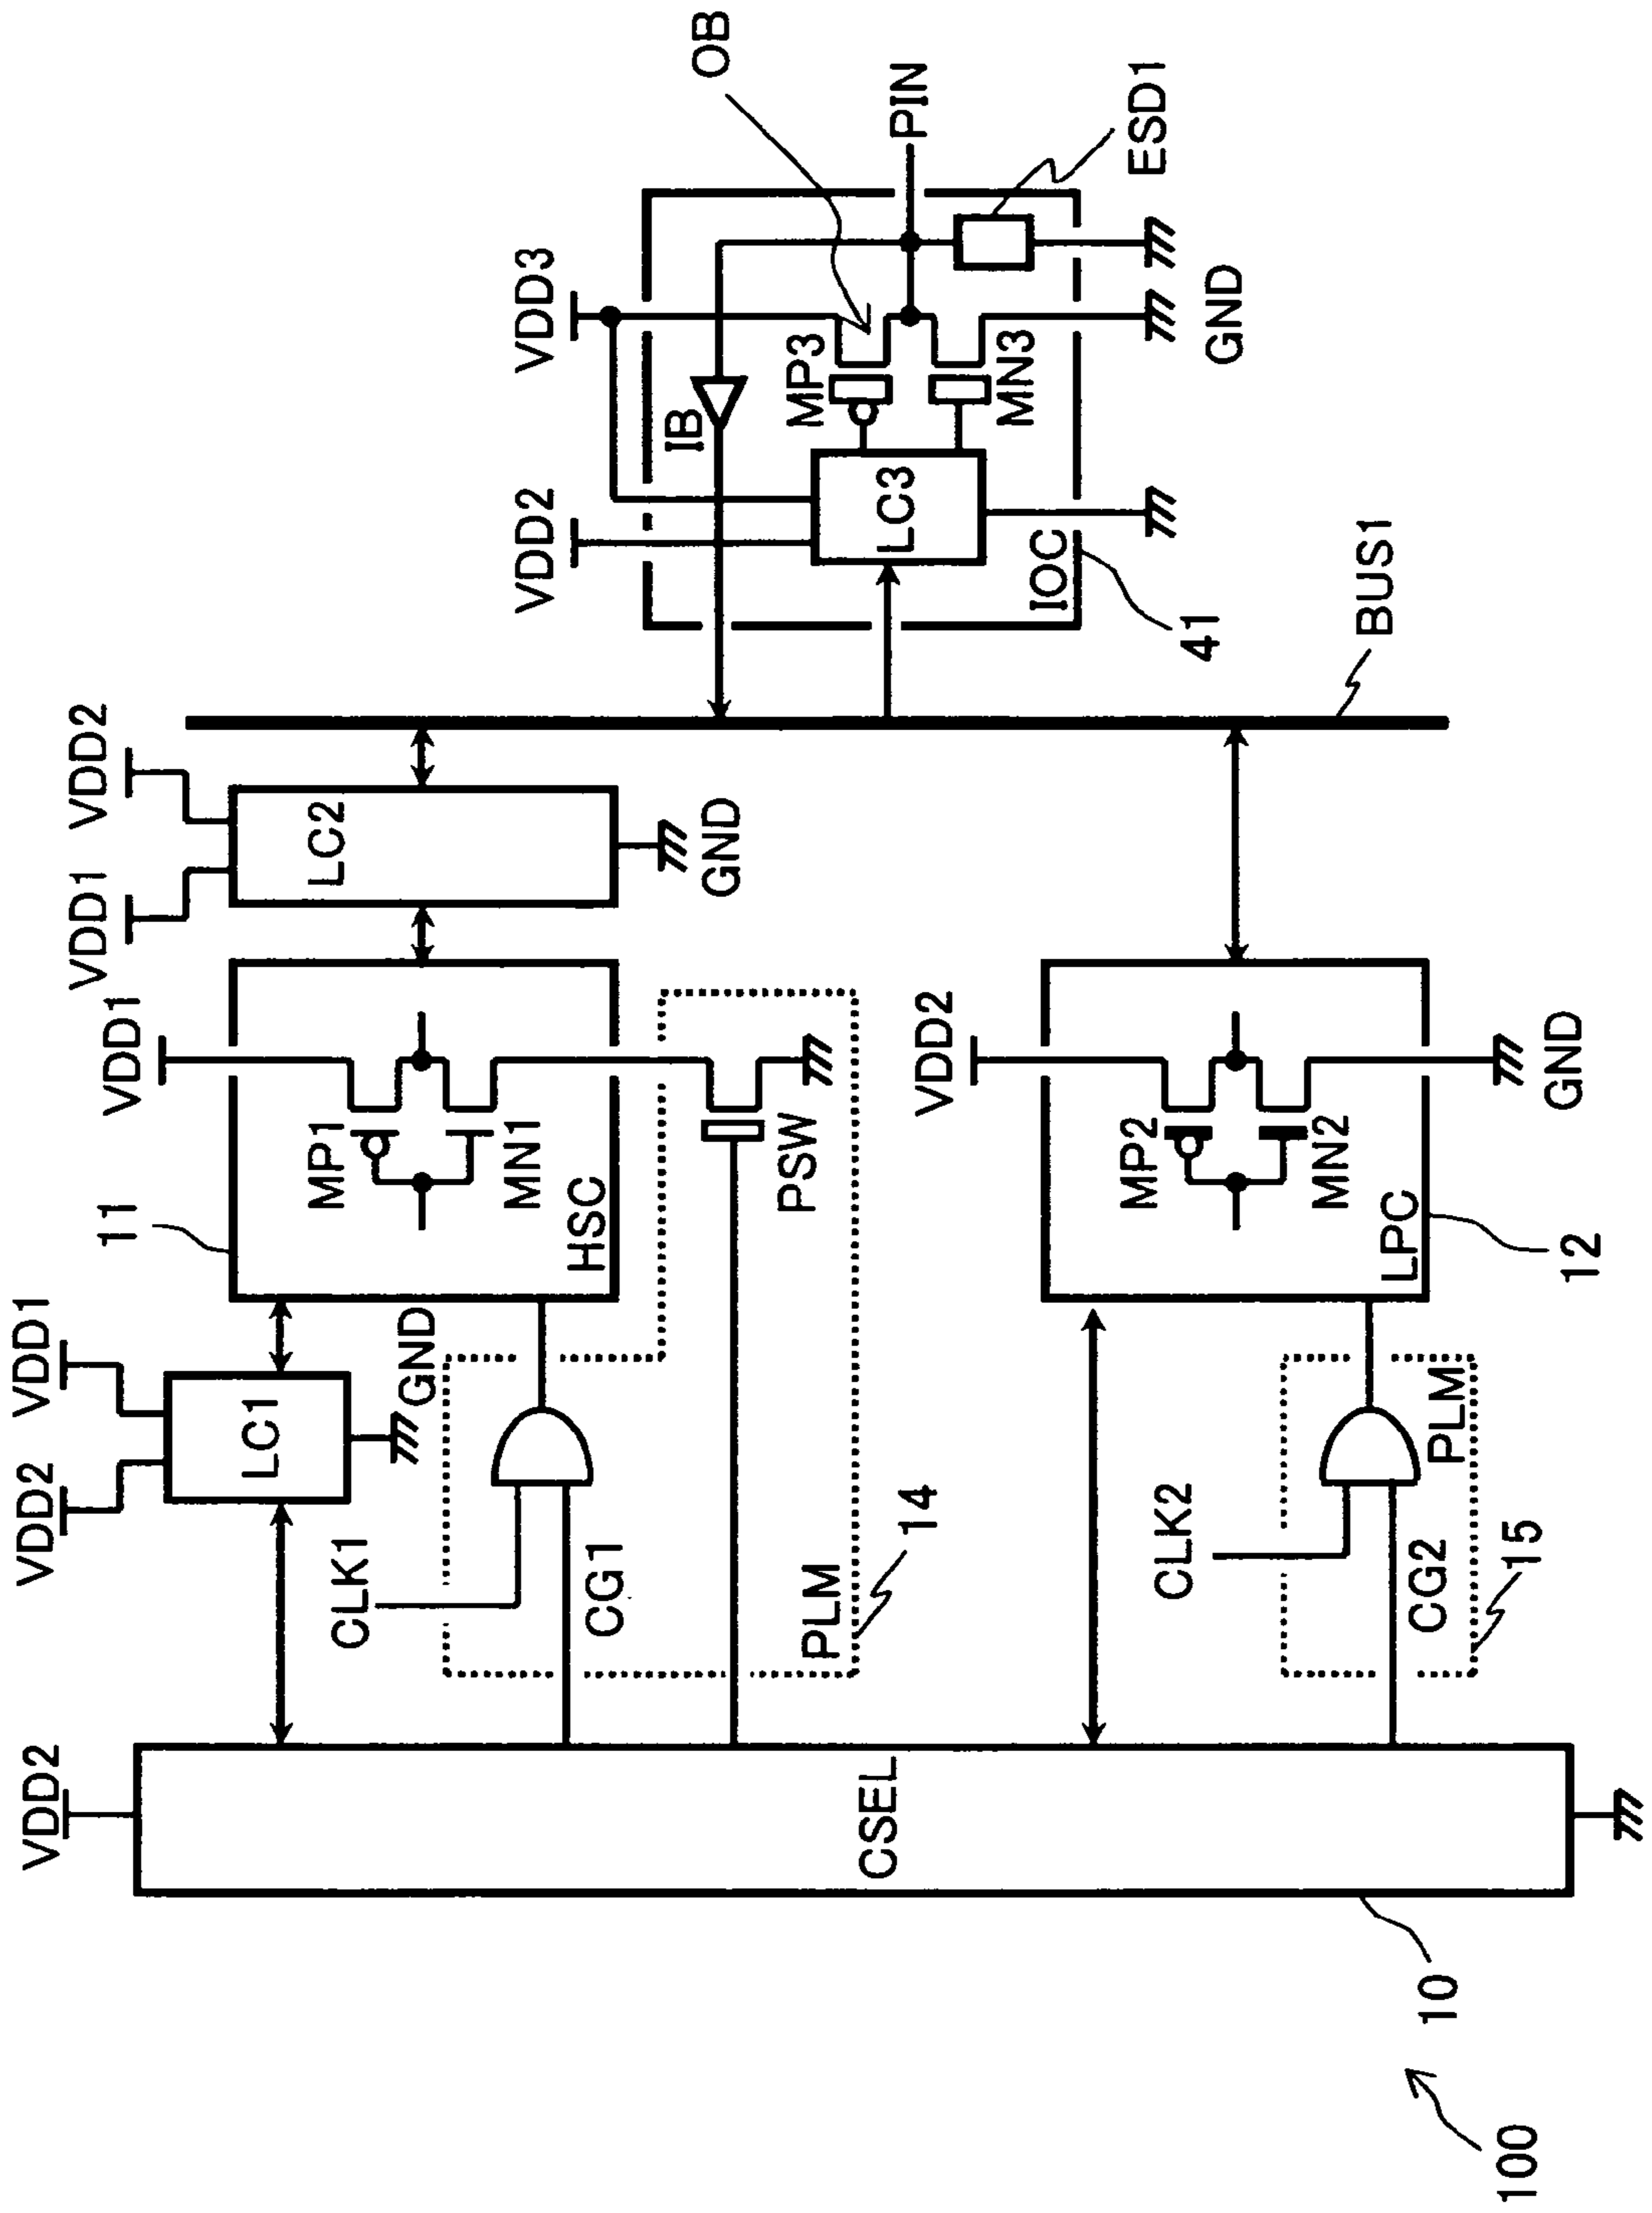 VDD2
CSEL
10
100
VDD2
VDD1
LC1
GND
CLK1
CG1
PLM
14
11
VDD1
MP1
MN1
HSC
PSW
VDD1
VDD2
LC2
GND
CLK2
CG2
PLM
15
VDD2
MP2
MN2
LPC
12
GND
BUS1
VDD2
VDD3
IB
LC3
MP3
MN3
IOC
41
OB
PIN
ESD1
GND